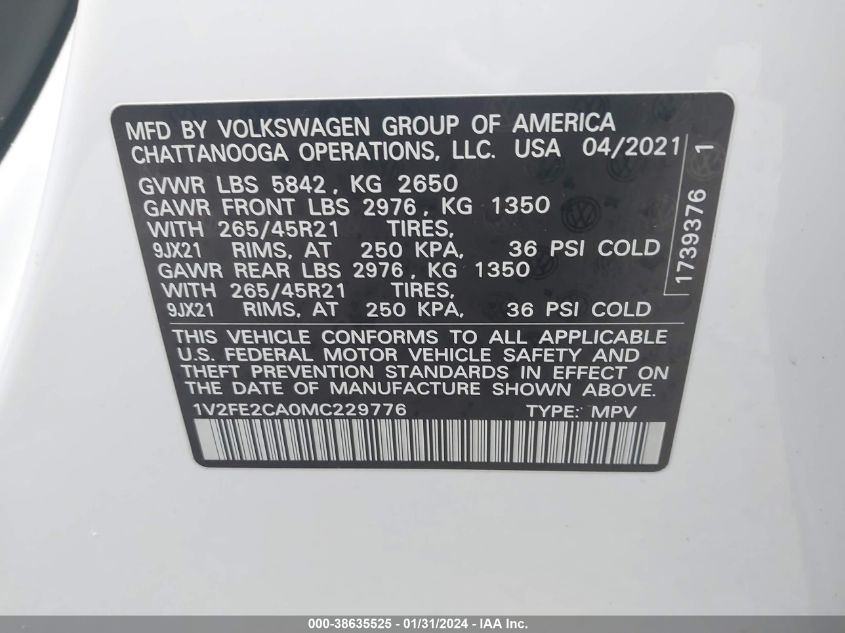 MFD BY VOLKSWAGEN GROUP OF AMERICA
CHATTANOOGA OPERATIONS, LLC. USA 04/2021
GVWR LBS 5842, KG 2650
GAWR FRONT LBS 2976, KG 1350
WITH 265/45R21 TIRES,
9JX21 RIMS, AT 250 KPA, 36 PSI COLD
GAWR REAR LBS 2976, KG 1350
WITH 265/45R21 TIRES,
9JX21 RIMS, AT 250 KPA, 36 PSI COLD
THIS VEHICLE CONFORMS TO ALL APPLICABLE
U.S. FEDERAL MOTOR VEHICLE SAFETY AND
THEFT PREVENTION STANDARDS IN EFFECT ON
THE DATE OF MANUFACTURE SHOWN ABOVE.
1V2FE2CA0MC229776 TYPE: MPV
1739376 1
000-38635525 - 01/31/2024 - IAA Inc.